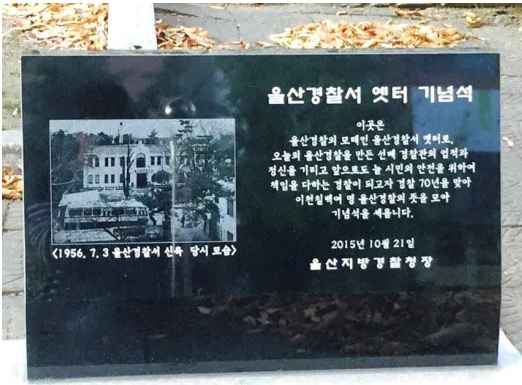 울산경찰서 옛터 기념석
이곳은
울산경찰의 모태인 울산경찰서 옛터로,
오늘의 울산경찰을 만든 선배 경찰관의 업적과
정신을 기리고 앞으로도 늘 시민의 안전을 위하여
책임을 다하는 경찰이 되고자 경찰 70년을 맞아
이천칠백여 명 울산경찰의 뜻을 모아
기념석을 세웁니다.
2015년 10월 21일
울산지방경찰청장
<1956. 7. 3 울산경찰서 신축 당시 모습>